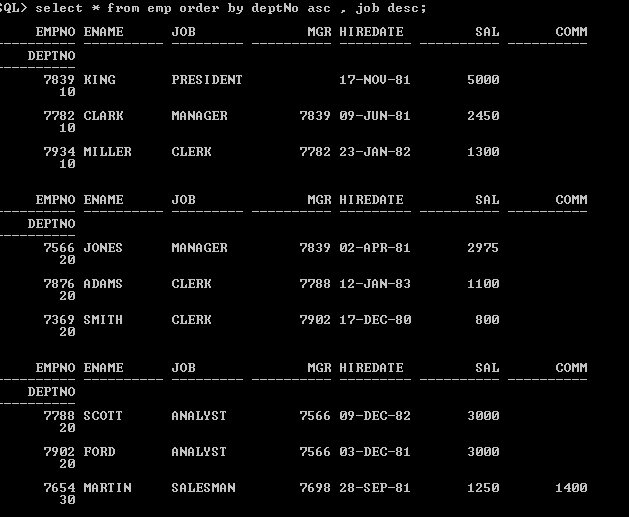 SQL> select * from emp order by deptNo asc , job desc;
EMPNO ENAME JOB MGR HIREDATE SAL COMM
DEPTNO
7839 KING PRESIDENT 17-NOV-81 5000
10
7782 CLARK MANAGER 7839 09-JUN-81 2450
10
7934 MILLER CLERK 7782 23-JAN-82 1300
10
EMPNO ENAME JOB MGR HIREDATE SAL COMM
DEPTNO
7566 JONES MANAGER 7839 02-APR-81 2975
20
7876 ADAMS CLERK 7788 12-JAN-83 1100
20
7369 SMITH CLERK 7902 17-DEC-80 800
20
EMPNO ENAME JOB MGR HIREDATE SAL COMM
DEPTNO
7788 SCOTT ANALYST 7566 09-DEC-82 3000
20
7902 FORD ANALYST 7566 03-DEC-81 3000
20
7654 MARTIN SALESMAN 7698 28-SEP-81 1250 1400
30